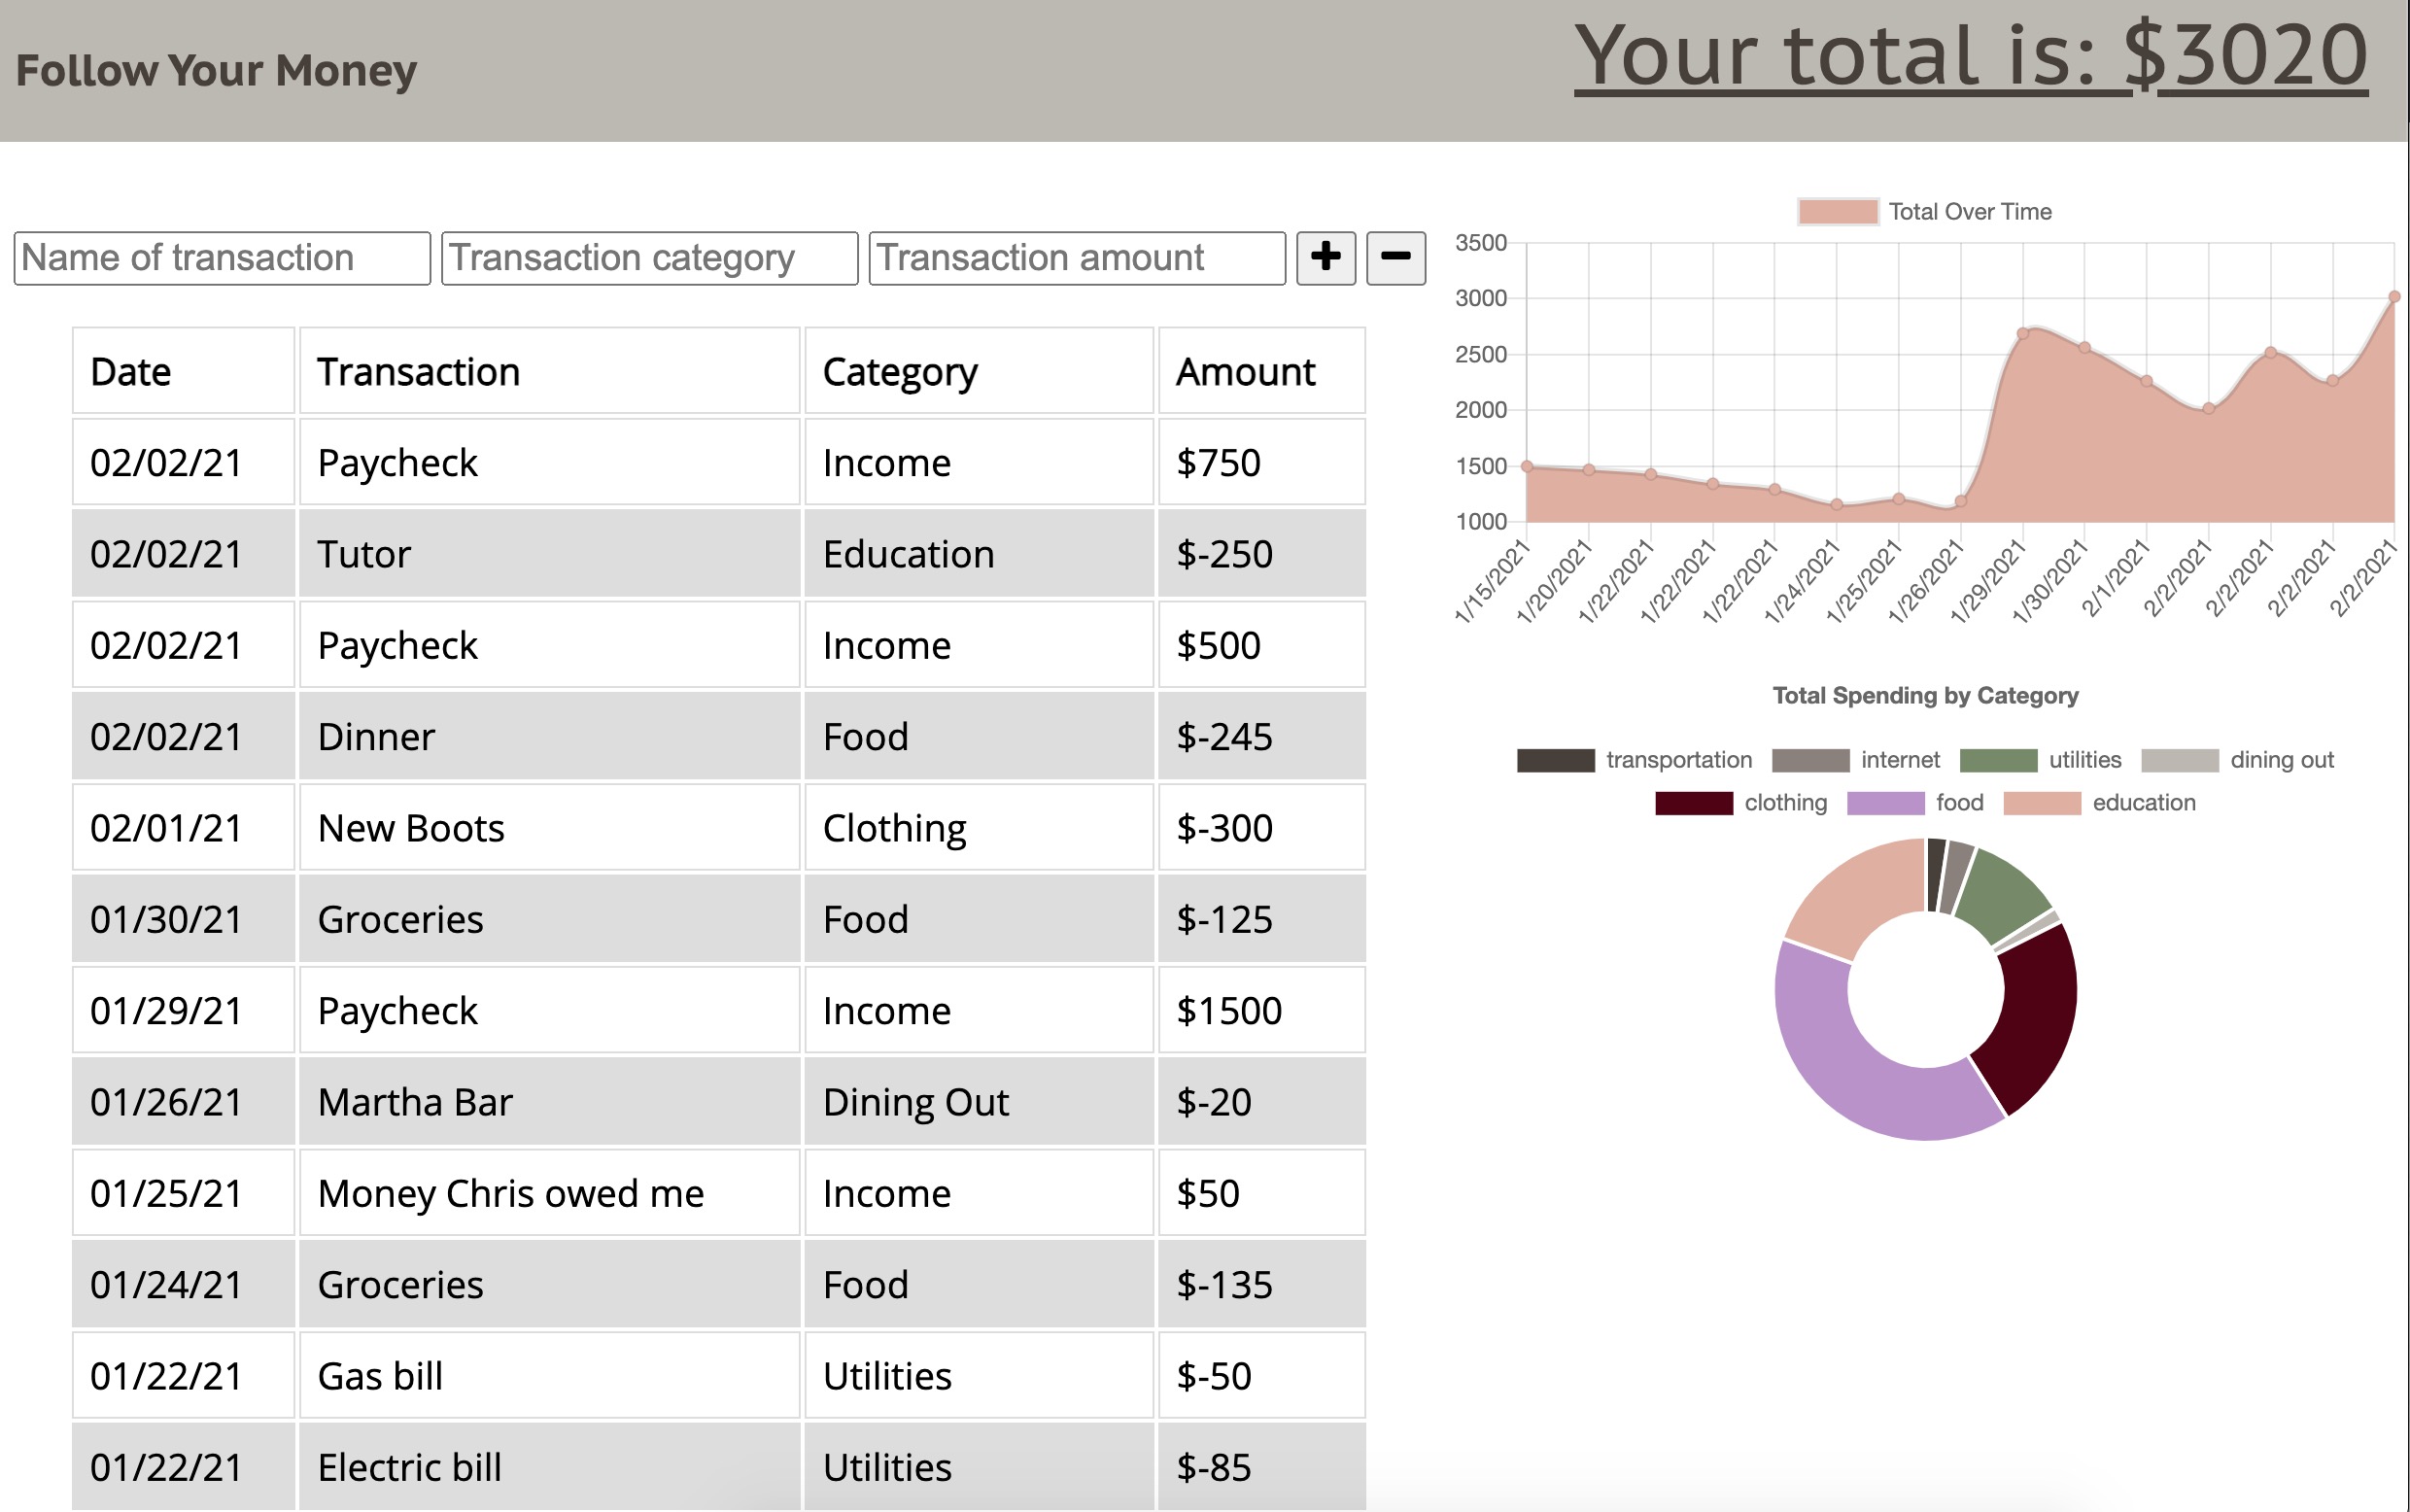 Follow Your Money
Your total is: $3020
Name of transaction Transaction category Transaction amount + −
Date Transaction Category Amount
02/02/21 Paycheck Income $750
02/02/21 Tutor Education $-250
02/02/21 Paycheck Income $500
02/02/21 Dinner Food $-245
02/01/21 New Boots Clothing $-300
01/30/21 Groceries Food $-125
01/29/21 Paycheck Income $1500
01/26/21 Martha Bar Dining Out $-20
01/25/21 Money Chris owed me Income $50
01/24/21 Groceries Food $-135
01/22/21 Gas bill Utilities $-50
01/22/21 Electric bill Utilities $-85
Total Over Time
3500
3000
2500
2000
1500
1000
1/15/2021 1/20/2021 1/22/2021 1/22/2021 1/22/2021 1/24/2021 1/25/2021 1/26/2021 1/29/2021 1/30/2021 2/1/2021 2/2/2021 2/2/2021 2/2/2021 2/2/2021
Total Spending by Category
transportation internet utilities dining out
clothing food education